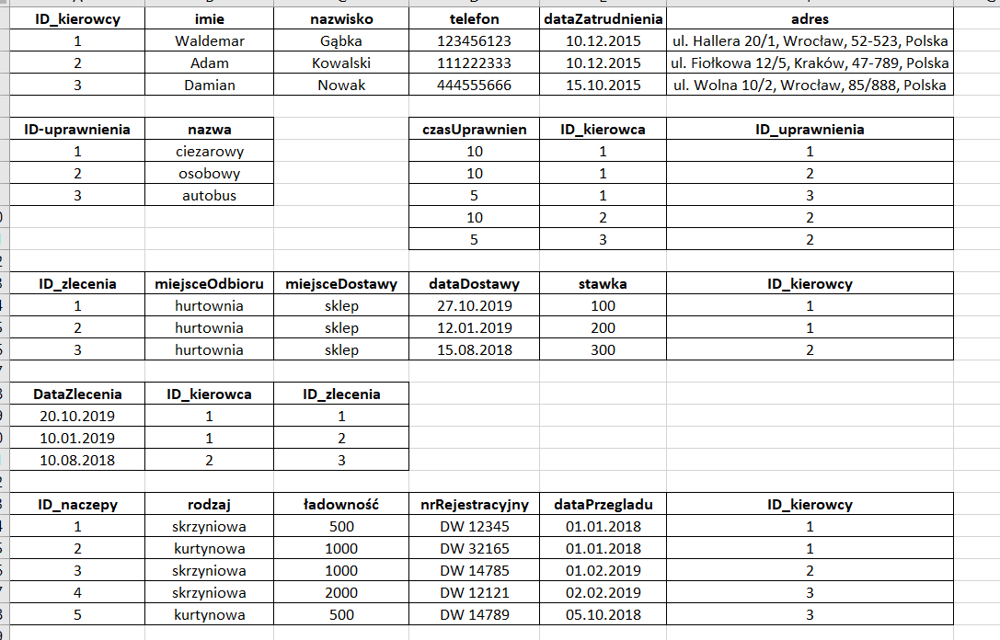 ID_kierowcy imie nazwisko telefon dataZatrudnienia adres
1 Waldemar Gąbka 123456123 10.12.2015 ul. Hallera 20/1, Wrocław, 52-523, Polska
2 Adam Kowalski 111222333 10.12.2015 ul. Fiołkowa 12/5, Kraków, 47-789, Polska
3 Damian Nowak 444555666 15.10.2015 ul. Wolna 10/2, Wrocław, 85/888, Polska
ID-uprawnienia nazwa czasUprawnien ID_kierowca ID_uprawnienia
1 ciezarowy 10 1 1
2 osobowy 10 1 2
3 autobus 5 1 3
10 2 2
5 3 2
ID_zlecenia miejsceOdbioru miejsceDostawy dataDostawy stawka ID_kierowcy
1 hurtownia sklep 27.10.2019 100 1
2 hurtownia sklep 12.01.2019 200 1
3 hurtownia sklep 15.08.2018 300 2
DataZlecenia ID_kierowca ID_zlecenia
20.10.2019 1 1
10.01.2019 1 2
10.08.2018 2 3
ID_naczepy rodzaj ładowność nrRejestracyjny dataPrzegladu ID_kierowcy
1 skrzyniowa 500 DW 12345 01.01.2018 1
2 kurtynowa 1000 DW 32165 01.01.2018 1
3 skrzyniowa 1000 DW 14785 01.02.2019 2
4 skrzyniowa 2000 DW 12121 02.02.2019 3
5 kurtynowa 500 DW 14789 05.10.2018 3